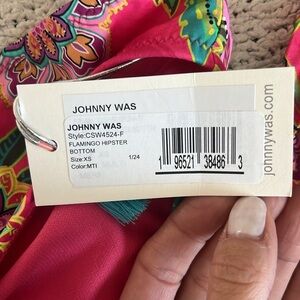 JOHNNY WAS
JOHNNY WAS
Style:CSW4524-F
FLAMINGO HIPSTER
BOTTOM
Size:XS 1/24
Color:MTI
1 96521 38486 3
johnnywas.com